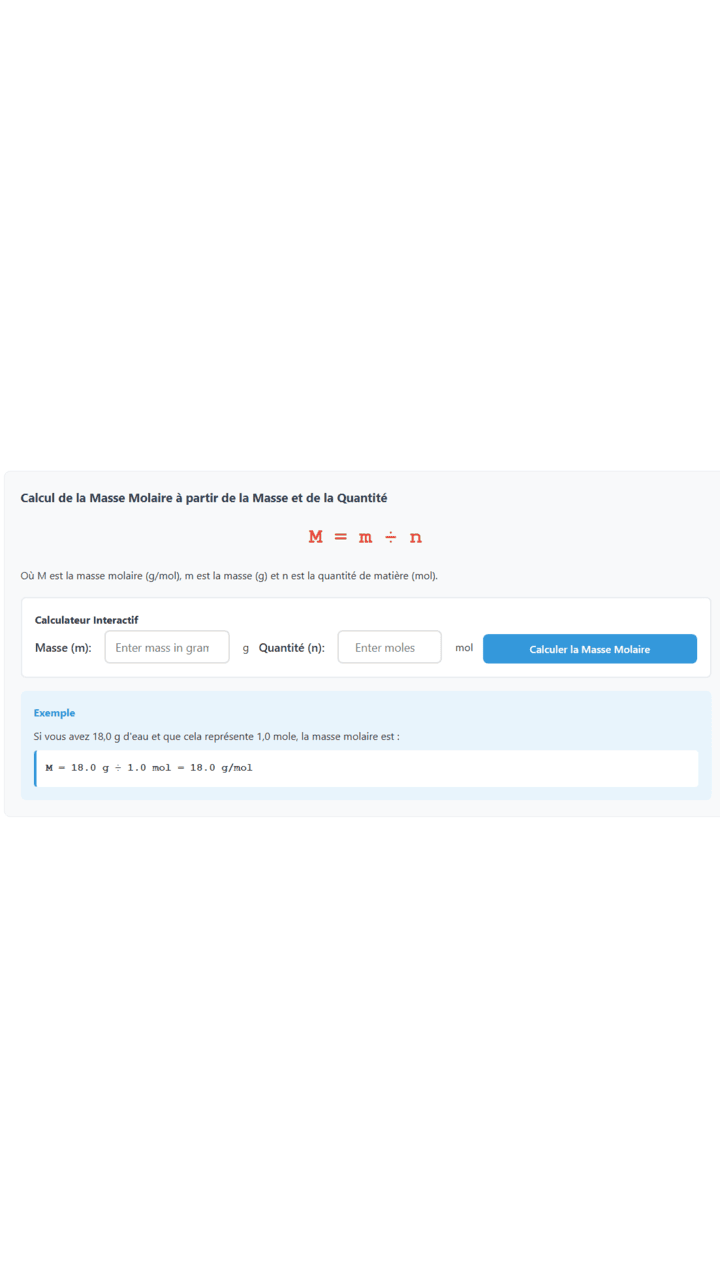 Calcul de la Masse Molaire à partir de la Masse et de la Quantité
M = m ÷ n
Où M est la masse molaire (g/mol), m est la masse (g) et n est la quantité de matière (mol).
Calculateur Interactif
Masse (m): Enter mass in gran g Quantité (n): Enter moles mol Calculer la Masse Molaire
Exemple
Si vous avez 18,0 g d'eau et que cela représente 1,0 mole, la masse molaire est :
M = 18.0 g ÷ 1.0 mol = 18.0 g/mol